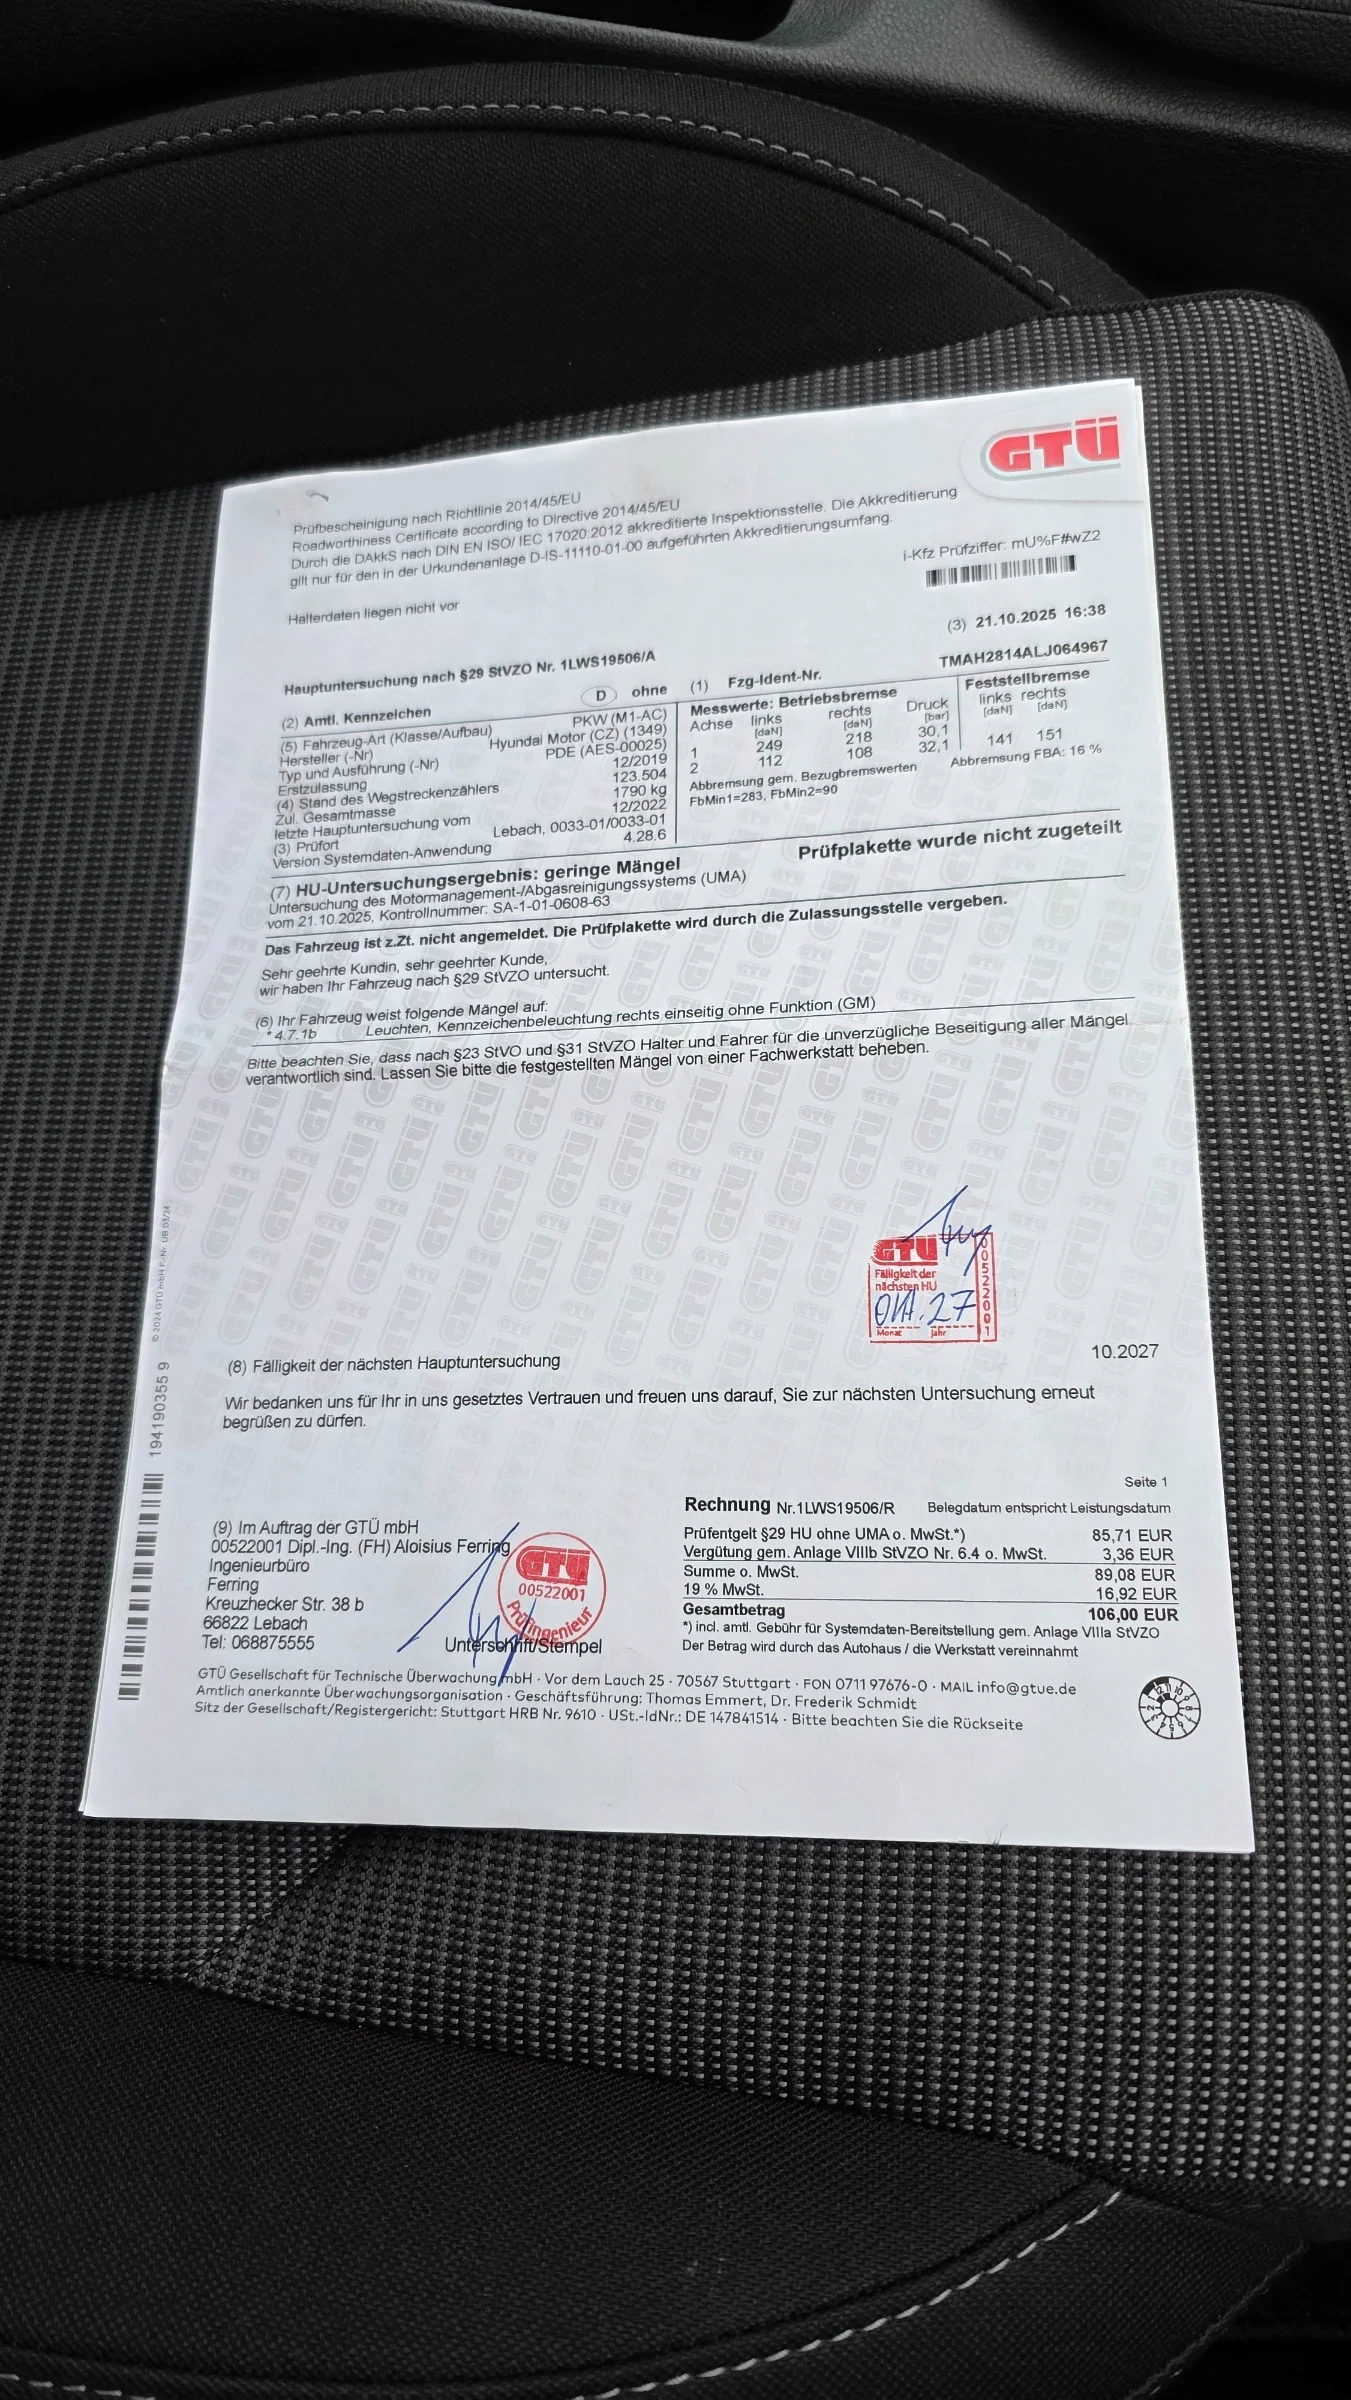 GTÜ
Prüfbescheinigung nach Richtlinie 2014/45/EU
Roadworthiness Certificate according to Directive 2014/45/EU
Durch die DAkkS nach DIN EN ISO/ IEC 17020:2012 akkreditierte Inspektionsstelle. Die Akkreditierung
gilt nur für den in der Urkundenanlage D-IS-11110-01-00 aufgeführten Akkreditierungsumfang.
i-Kfz Prüfziffer: mU%F#wZ2
Halterdaten liegen nicht vor
(3) 21.10.2025 16:38
Hauptuntersuchung nach §29 StVZO Nr. 1LWS19506/A
(1) Fzg-Ident-Nr. TMAH2814ALJ064967
(2) Amtl. Kennzeichen D ohne
(5) Fahrzeug-Art (Klasse/Aufbau) PKW (M1-AC)
Hersteller (-Nr) Hyundai Motor (CZ) (1349)
Typ und Ausführung (-Nr) PDE (AES-00025)
Erstzulassung 12/2019
(4) Stand des Wegstreckenzählers 123.504
Zul. Gesamtmasse 1790 kg
letzte Hauptuntersuchung vom 12/2022
(3) Prüfort Lebach, 0033-01/0033-01
Version Systemdaten-Anwendung 4.28.6
Messwerte: Betriebsbremse Feststellbremse
Achse links rechts Druck links rechts
[daN] [daN] [bar] [daN] [daN]
1 249 218 30,1
2 112 108 32,1 141 151
Abbremsung gem. Bezugbremswerten Abbremsung FBA: 16 %
FbMin1=283, FbMin2=90
(7) HU-Untersuchungsergebnis: geringe Mängel Prüfplakette wurde nicht zugeteilt
Untersuchung des Motormanagement-/Abgasreinigungssystems (UMA)
vom 21.10.2025, Kontrollnummer: SA-1-01-0608-63
Das Fahrzeug ist z.Zt. nicht angemeldet. Die Prüfplakette wird durch die Zulassungsstelle vergeben.
Sehr geehrte Kundin, sehr geehrter Kunde,
wir haben Ihr Fahrzeug nach §29 StVZO untersucht.
(6) Ihr Fahrzeug weist folgende Mängel auf:
* 4.7.1b Leuchten, Kennzeichenbeleuchtung rechts einseitig ohne Funktion (GM)
Bitte beachten Sie, dass nach §23 StVO und §31 StVZO Halter und Fahrer für die unverzügliche Beseitigung aller Mängel
verantwortlich sind. Lassen Sie bitte die festgestellten Mängel von einer Fachwerkstatt beheben.
GTÜ
Fälligkeit der
nächsten HU
Okt. 27
Monat Jahr
00522001
(8) Fälligkeit der nächsten Hauptuntersuchung 10.2027
Wir bedanken uns für Ihr in uns gesetztes Vertrauen und freuen uns darauf, Sie zur nächsten Untersuchung erneut
begrüßen zu dürfen.
© 2024 GTÜ mbH F.-Nr. UB 03/24
194190355 9
Seite 1
(9) Im Auftrag der GTÜ mbH
00522001 Dipl.-Ing. (FH) Aloisius Ferring
Ingenieurbüro
Ferring
Kreuzhecker Str. 38 b
66822 Lebach
Tel: 068875555
GTÜ
00522001
Prüfingenieur
Unterschrift/Stempel
Rechnung Nr.1LWS19506/R Belegdatum entspricht Leistungsdatum
Prüfentgelt §29 HU ohne UMA o. MwSt.*) 85,71 EUR
Vergütung gem. Anlage VIIIb StVZO Nr. 6.4 o. MwSt. 3,36 EUR
Summe o. MwSt. 89,08 EUR
19 % MwSt. 16,92 EUR
Gesamtbetrag 106,00 EUR
*) incl. amtl. Gebühr für Systemdaten-Bereitstellung gem. Anlage VIIIa StVZO
Der Betrag wird durch das Autohaus / die Werkstatt vereinnahmt
GTÜ Gesellschaft für Technische Überwachung mbH · Vor dem Lauch 25 · 70567 Stuttgart · FON 0711 97676-0 · MAIL info@gtue.de
Amtlich anerkannte Überwachungsorganisation · Geschäftsführung: Thomas Emmert, Dr. Frederik Schmidt
Sitz der Gesellschaft/Registergericht: Stuttgart HRB Nr. 9610 · USt.-IdNr.: DE 147841514 · Bitte beachten Sie die Rückseite